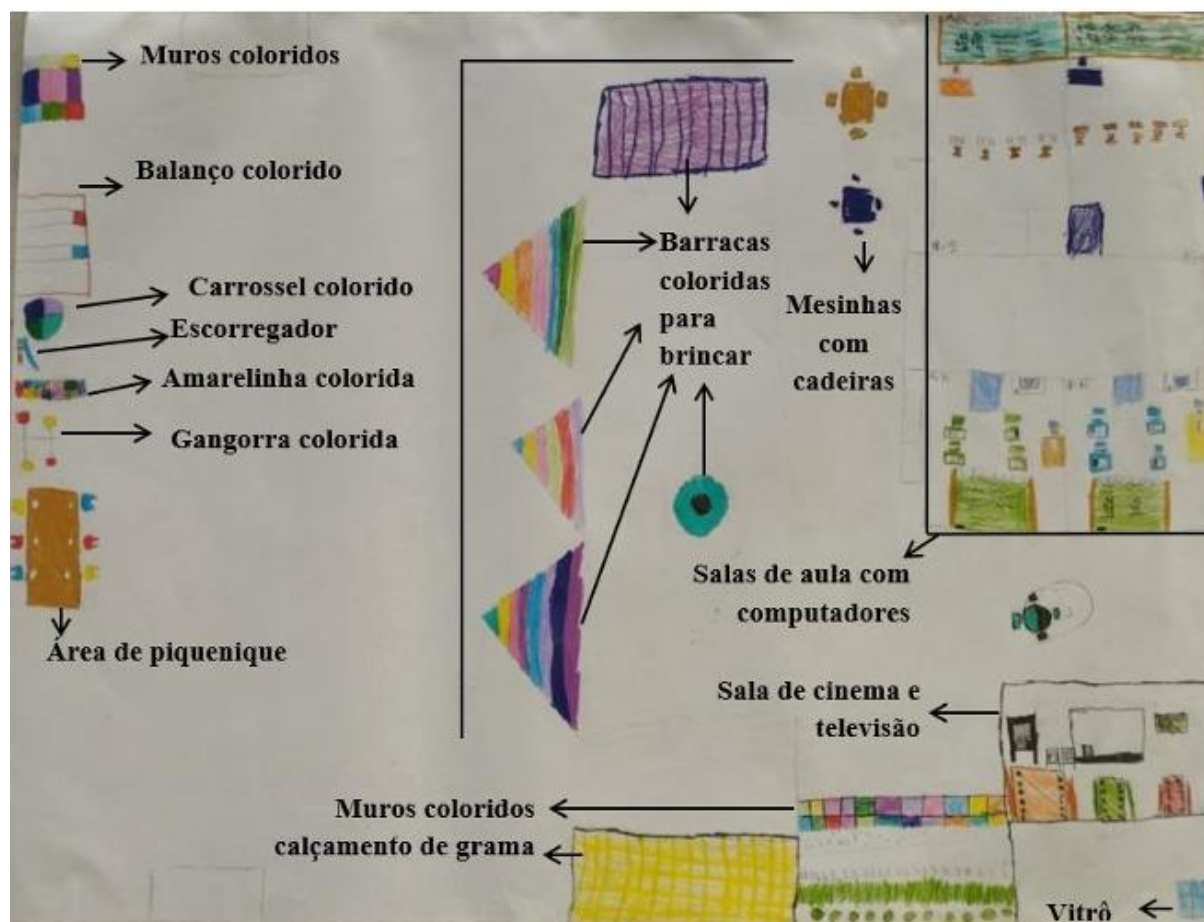 Muros coloridos
Balanço colorido
Carrossel colorido
Escorregador
Amarelinha colorida
Gangorra colorida
Área de piquenique
Barracas
coloridas
para
brincar
Mesinhas
com
cadeiras
Salas de aula com
computadores
Sala de cinema e
televisão
Muros coloridos
calçamento de grama
Vitrô